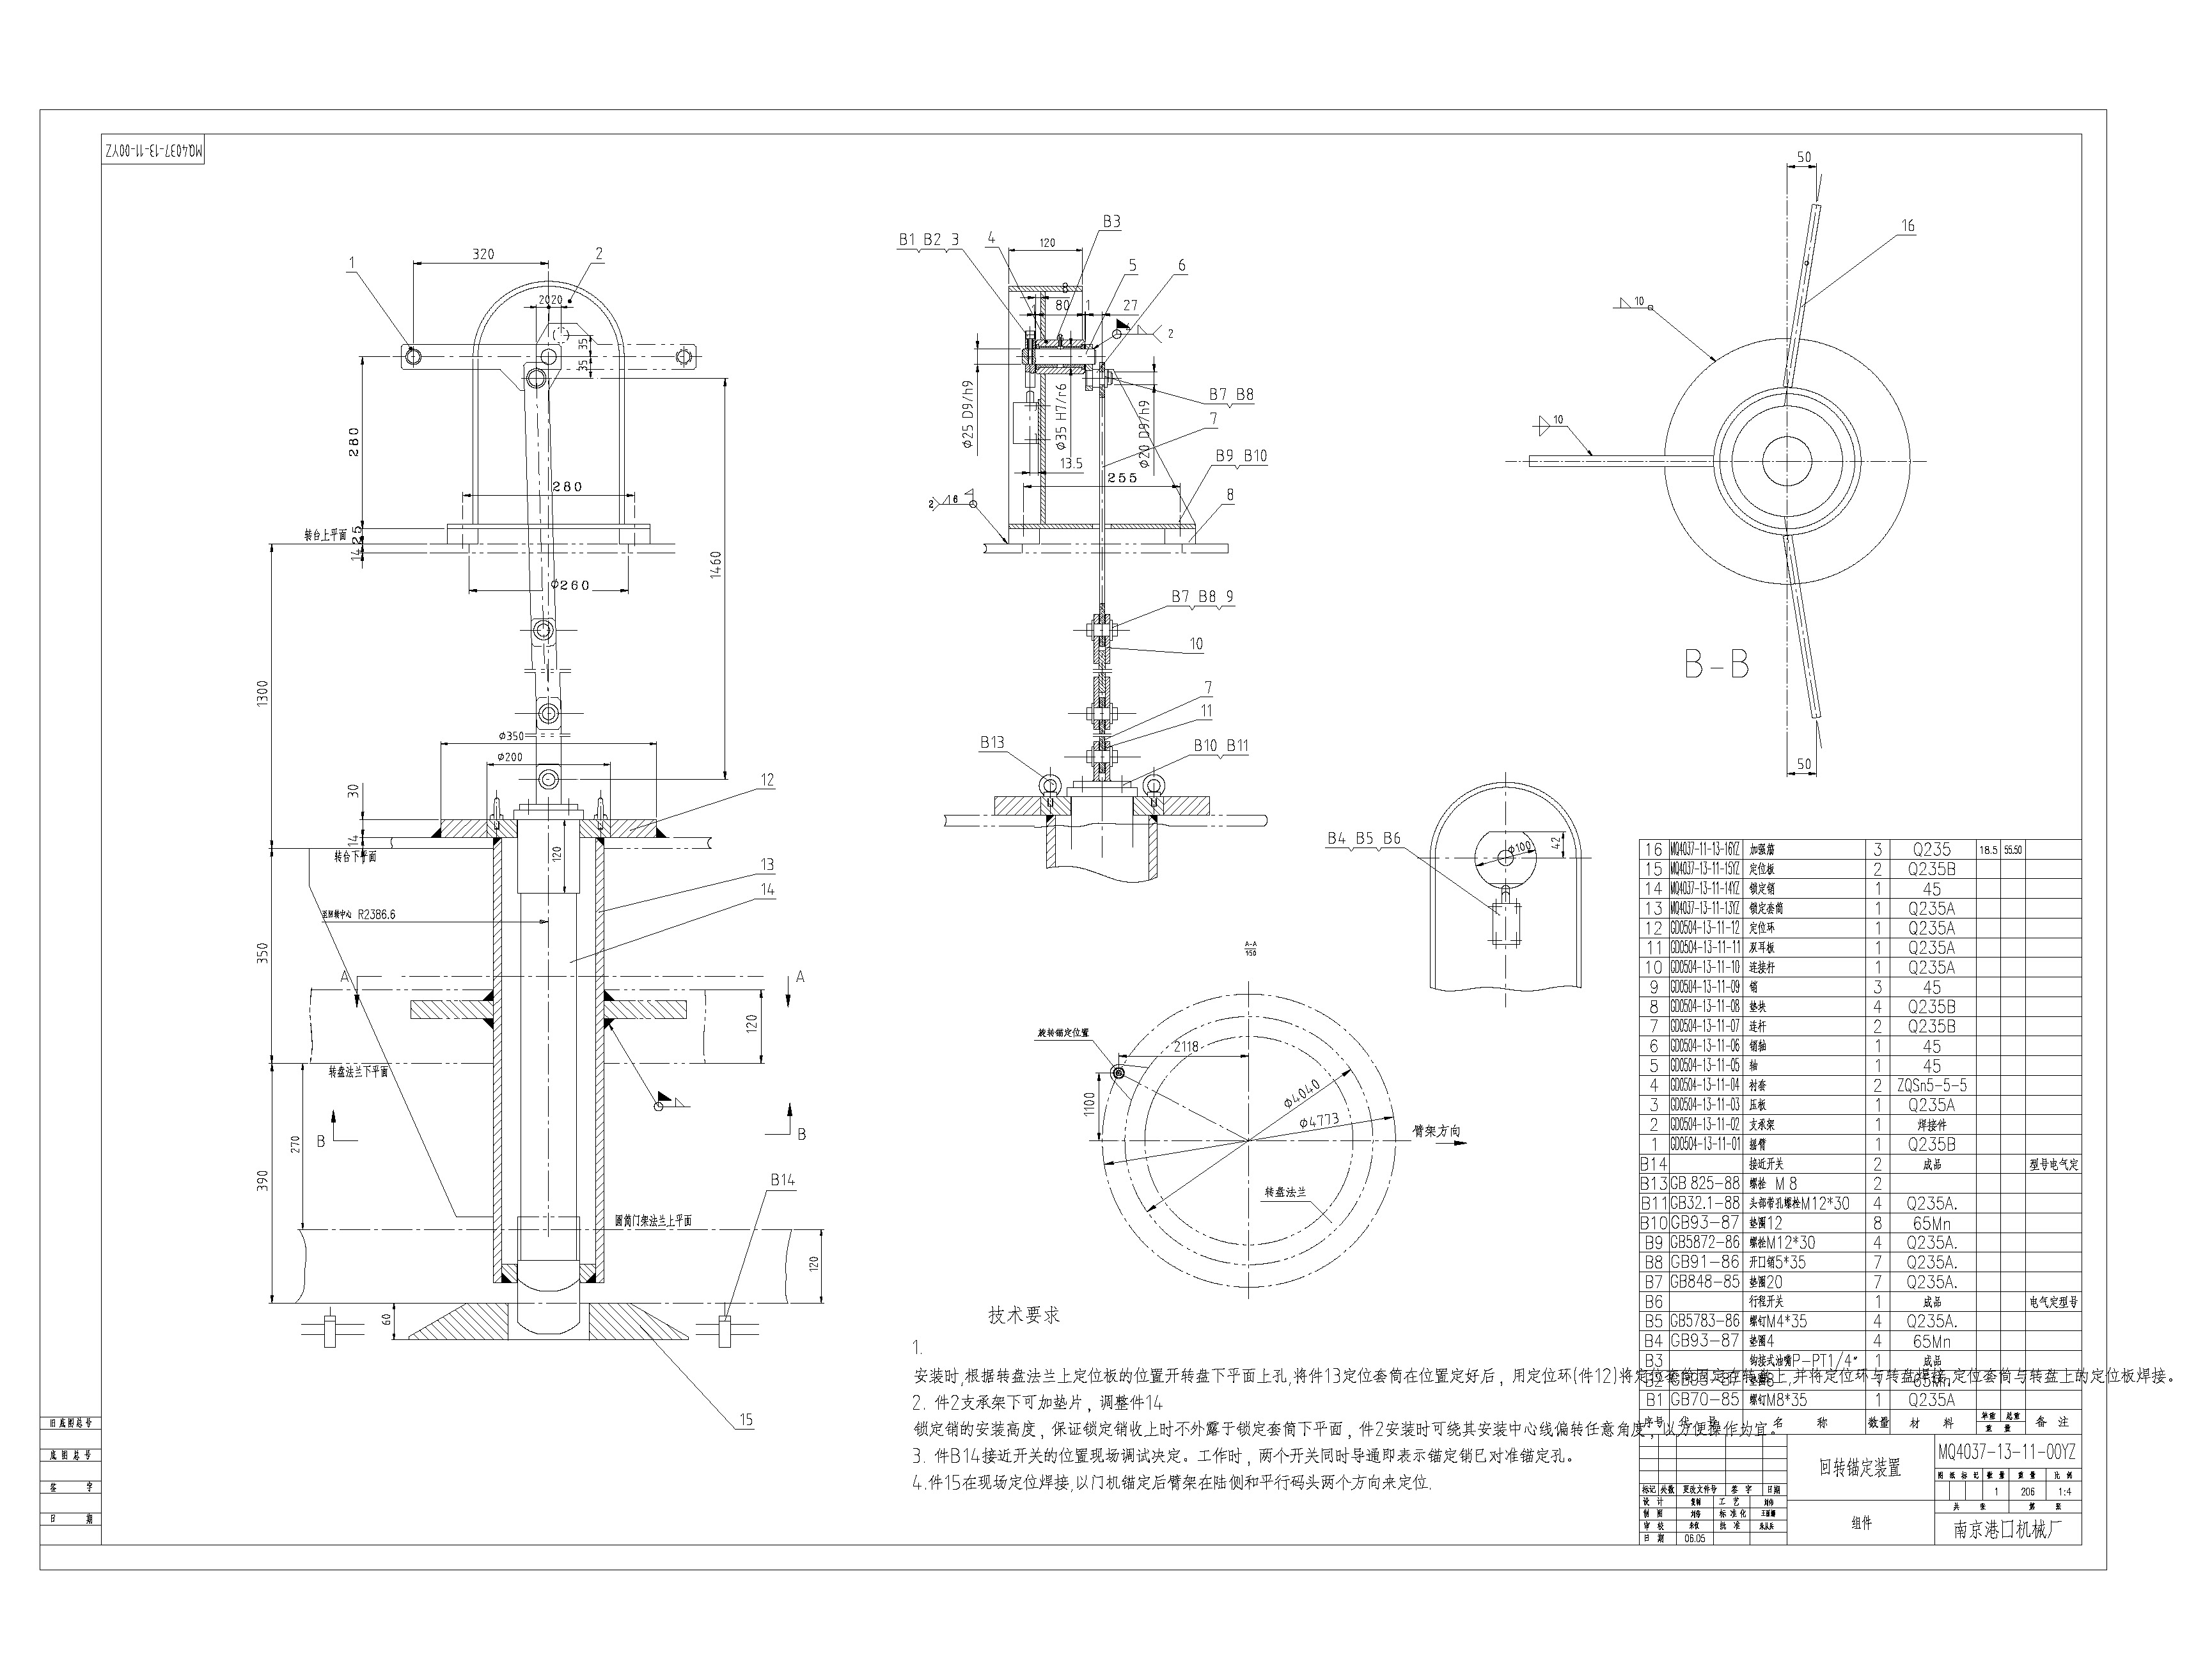 MQ4037-13-11-00YZ
320
1
2
2020
35
35
280
280
转台上平面
25
14
Φ260
1460
1300
Φ350
Φ200
30
14
12
120
转台下平面
13
14
至回转中心 R2386.6
350
A
A
120
转盘法兰下平面
270
390
B
B
B14
圆筒门架法兰上平面
120
60
15
B1 B2 3
4
120
B3
5
6
8
80
1
1
27
2
Φ25 D9/h9
Φ35 H7/r6
Φ20 D9/h9
B7 B8
7
13.5
255
B9 B10
8
2
6
B7 B8 9
10
7
11
B13
B10 B11
50
16
10
10
B-B
50
B4 B5 B6
Φ100
42
A-A
1:50
旋转锚定位置
2118
1100
Φ4040
Φ4773
臂架方向
转盘法兰
技术要求
1.
安装时,根据转盘法兰上定位板的位置开转盘下平面上孔,将件13定位套筒在位置定好后，用定位环(件12)将定位套筒固定在转盘上,并将定位环与转盘焊接,定位套筒与转盘上的定位板焊接。
2. 件2支承架下可加垫片，调整件14
锁定销的安装高度，保证锁定销收上时不外露于锁定套筒下平面，件2安装时可绕其安装中心线偏转任意角度，以方便操作为宜。
3. 件B14接近开关的位置现场调试决定。工作时，两个开关同时导通即表示锚定销已对准锚定孔。
4.件15在现场定位焊接,以门机锚定后臂架在陆侧和平行码头两个方向来定位.
16 MQ4037-11-13-16YZ 加强筋 3 Q235 18.5 55.50
15 MQ4037-13-11-15YZ 定位板 2 Q235B
14 MQ4037-13-11-14YZ 锁定销 1 45
13 MQ4037-13-11-13YZ 锁定套筒 1 Q235A
12 GD0504-13-11-12 定位环 1 Q235A
11 GD0504-13-11-11 双耳板 1 Q235A
10 GD0504-13-11-10 连接杆 1 Q235A
9 GD0504-13-11-09 销 3 45
8 GD0504-13-11-08 垫块 4 Q235B
7 GD0504-13-11-07 连杆 2 Q235B
6 GD0504-13-11-06 销轴 1 45
5 GD0504-13-11-05 轴 1 45
4 GD0504-13-11-04 衬套 2 ZQSn5-5-5
3 GD0504-13-11-03 压板 1 Q235A
2 GD0504-13-11-02 支承架 1 焊接件
1 GD0504-13-11-01 摇臂 1 Q235B
B14 接近开关 2 成品 型号电气定
B13 GB 825-88 螺栓 M 8 2
B11 GB32.1-88 头部带孔螺栓M12*30 4 Q235A.
B10 GB93-87 垫圈12 8 65Mn
B9 GB5872-86 螺栓M12*30 4 Q235A.
B8 GB91-86 开口销5*35 7 Q235A.
B7 GB848-85 垫圈20 7 Q235A.
B6 行程开关 1 成品 电气定型号
B5 GB5783-86 螺钉M4*35 4 Q235A.
B4 GB93-87 垫圈4 4 65Mn
B3 钩接式油嘴P-PT1/4" 1 成品
B2 GB93-87 垫圈8 1 65Mn
B1 GB70-85 螺钉M8*35 1 Q235A
序号 代 号 名 称 数量 材 料 单重 总重 重 量 备 注
回转锚定装置
MQ4037-13-11-00YZ
图 纸 标 记 数 量 重 量 比 例
1 206 1:4
共 张 第 张
标记 处数 更改文件号 签 字 日期
设 计 工 艺
制 图 标 准 化
审 校 批 准
日 期 06.05
组件
南京港口机械厂
旧 底 图 总 号
底 图 总 号
签 字
日 期